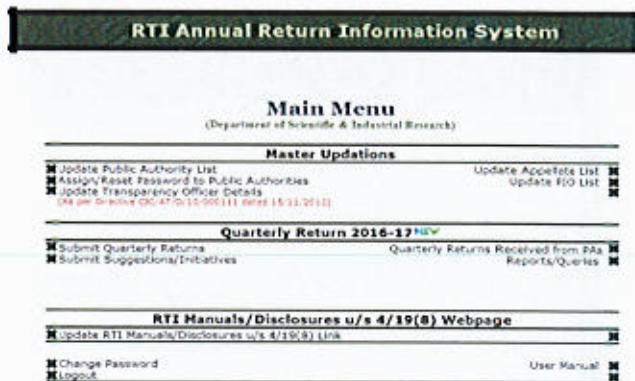 RTI Annual Return Information System
Main Menu
(Department of Scientific & Industrial Research)
Master Updations
Update Public Authority List Update Appellate List
Assign/Reset Password to Public Authorities Update PIO List
Update Transparency Officer Details
Quarterly Return 2016-17 NEW
Submit Quarterly Returns Quarterly Returns Received from PAs
Submit Suggestions/Initiatives Reports/Queries
RTI Manuals/Disclosures u/s 4/19(8) Webpage
Update RTI Manuals/Disclosures u/s 4/19(8) Link
Change Password User Manual
Logout